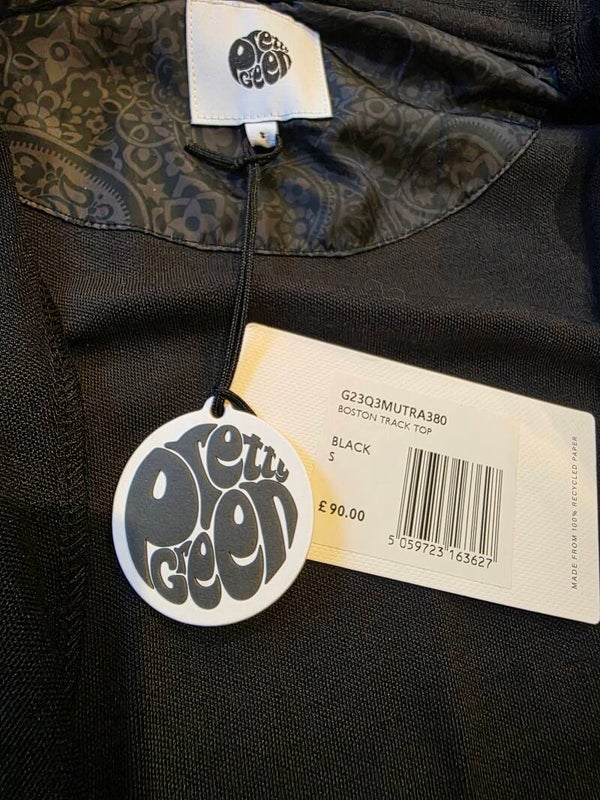 Pretty
Green
G23Q3MUTRA380
BOSTON TRACK TOP
BLACK
S
£90.00
5 059723 163627
MADE FROM 100% RECYCLED PAPER
Pretty
Green